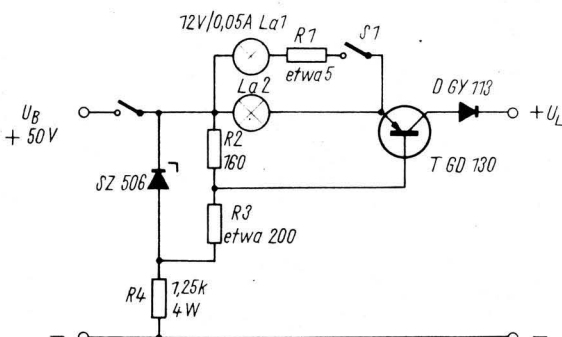 12V/0,05A La1
R1
S1
etwa 5
La2
D GY 113
U_B
+ 50V
R2
160
+U_L
T GD 130
SZ 506
R3
etwa 200
R4
1,25k
4W
−
−